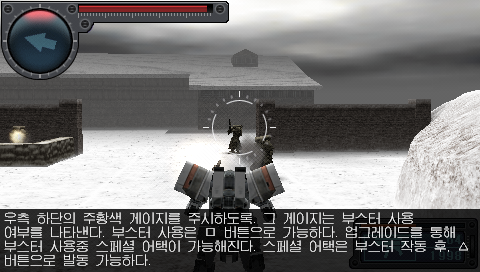 우측 하단의 주황색 게이지를 주시하도록. 그 게이지는 부스터 사용
여부를 나타낸다. 부스터 사용은 ㅁ 버튼으로 가능하다. 업그레이드를 통해
부스터 사용중 스페셜 어택이 가능해진다. 스페셜 어택은 부스터 작동 후, △
버튼으로 발동 가능하다.